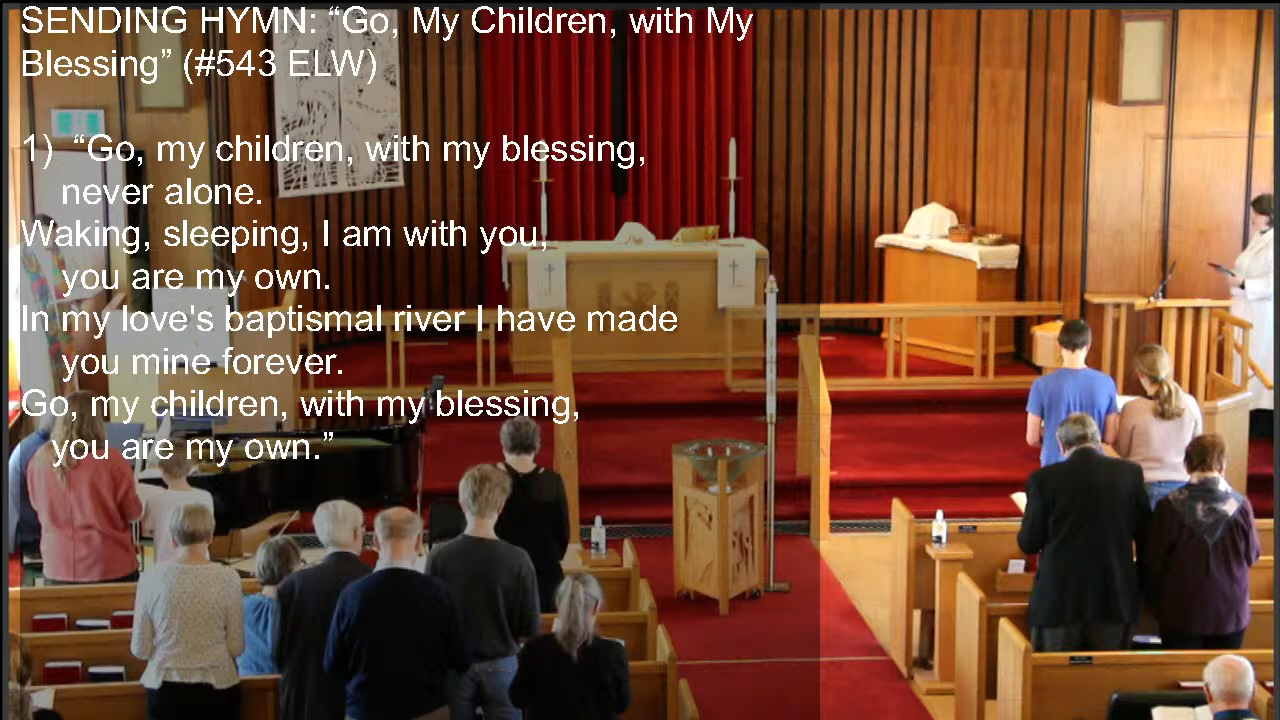 SENDING HYMN: “Go, My Children, with My
Blessing” (#543 ELW)
1) “Go, my children, with my blessing,
never alone.
Waking, sleeping, I am with you,
you are my own.
In my love's baptismal river I have made
you mine forever.
Go, my children, with my blessing,
you are my own.”